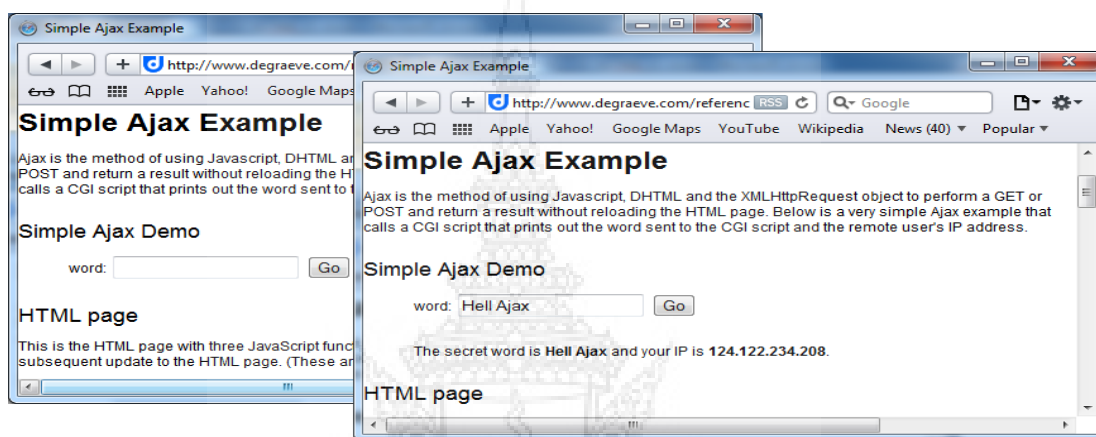 Simple Ajax Example
http://www.degraeve.com/
Apple Yahoo! Google Maps
Simple Ajax Example
Ajax is the method of using Javascript, DHTML
POST and return a result without reloading the
calls a CGI script that prints out the word sent to
Simple Ajax Demo
word: Go
HTML page
This is the HTML page with three JavaScript
subsequent update to the HTML page. (These
Simple Ajax Example
http://www.degraeve.com/referenc RSS Google
Apple Yahoo! Google Maps YouTube Wikipedia News (40) Popular
Simple Ajax Example
Ajax is the method of using Javascript, DHTML and the XMLHttpRequest object to perform a GET or
POST and return a result without reloading the HTML page. Below is a very simple Ajax example that
calls a CGI script that prints out the word sent to the CGI script and the remote user's IP address.
Simple Ajax Demo
word: Hell Ajax Go
The secret word is Hell Ajax and your IP is 124.122.234.208.
HTML page